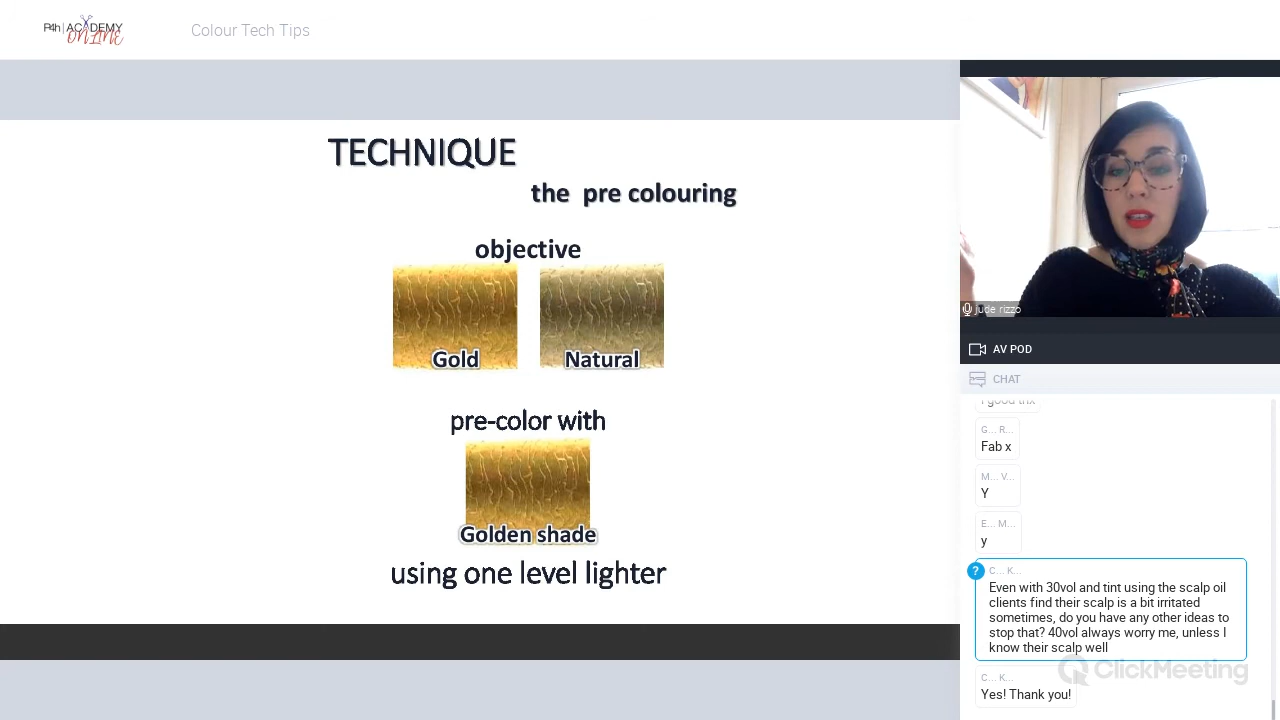 P4h | ACADEMY
ONLINE
Colour Tech Tips
TECHNIQUE
the pre colouring
objective
Gold
Natural
pre-color with
Golden shade
using one level lighter
jude rizzo
AV POD
CHAT
G... R...
Fab x
M... V...
Y
E... M...
y
?
C... K...
Even with 30vol and tint using the scalp oil
clients find their scalp is a bit irritated
sometimes, do you have any other ideas to
stop that? 40vol always worry me, unless I
know their scalp well
ClickMeeting
C... K...
Yes! Thank you!